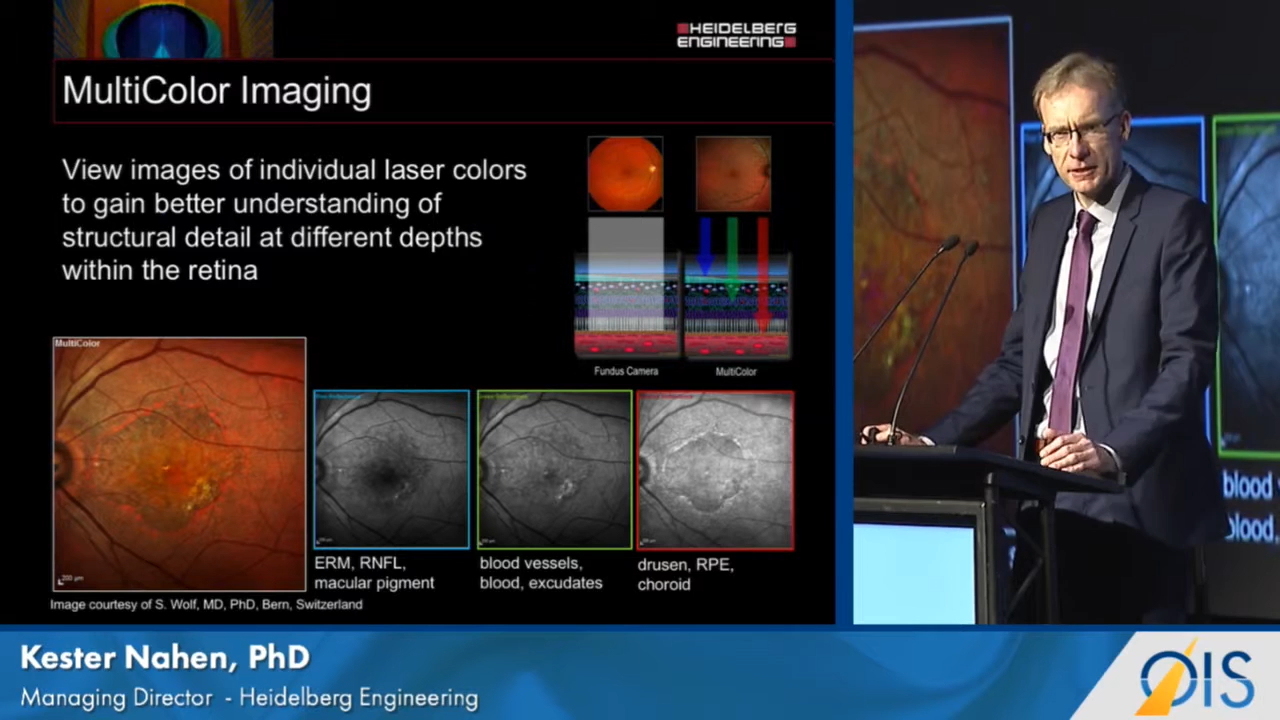 HEIDELBERG
ENGINEERING
MultiColor Imaging
View images of individual laser colors
to gain better understanding of
structural detail at different depths
within the retina
Fundus Camera
MultiColor
MultiColor
200 µm
ERM, RNFL,
macular pigment
blood vessels,
blood, excudates
drusen, RPE,
choroid
Image courtesy of S. Wolf, MD, PhD, Bern, Switzerland
blood
blood,
Kester Nahen, PhD
Managing Director - Heidelberg Engineering
OIS